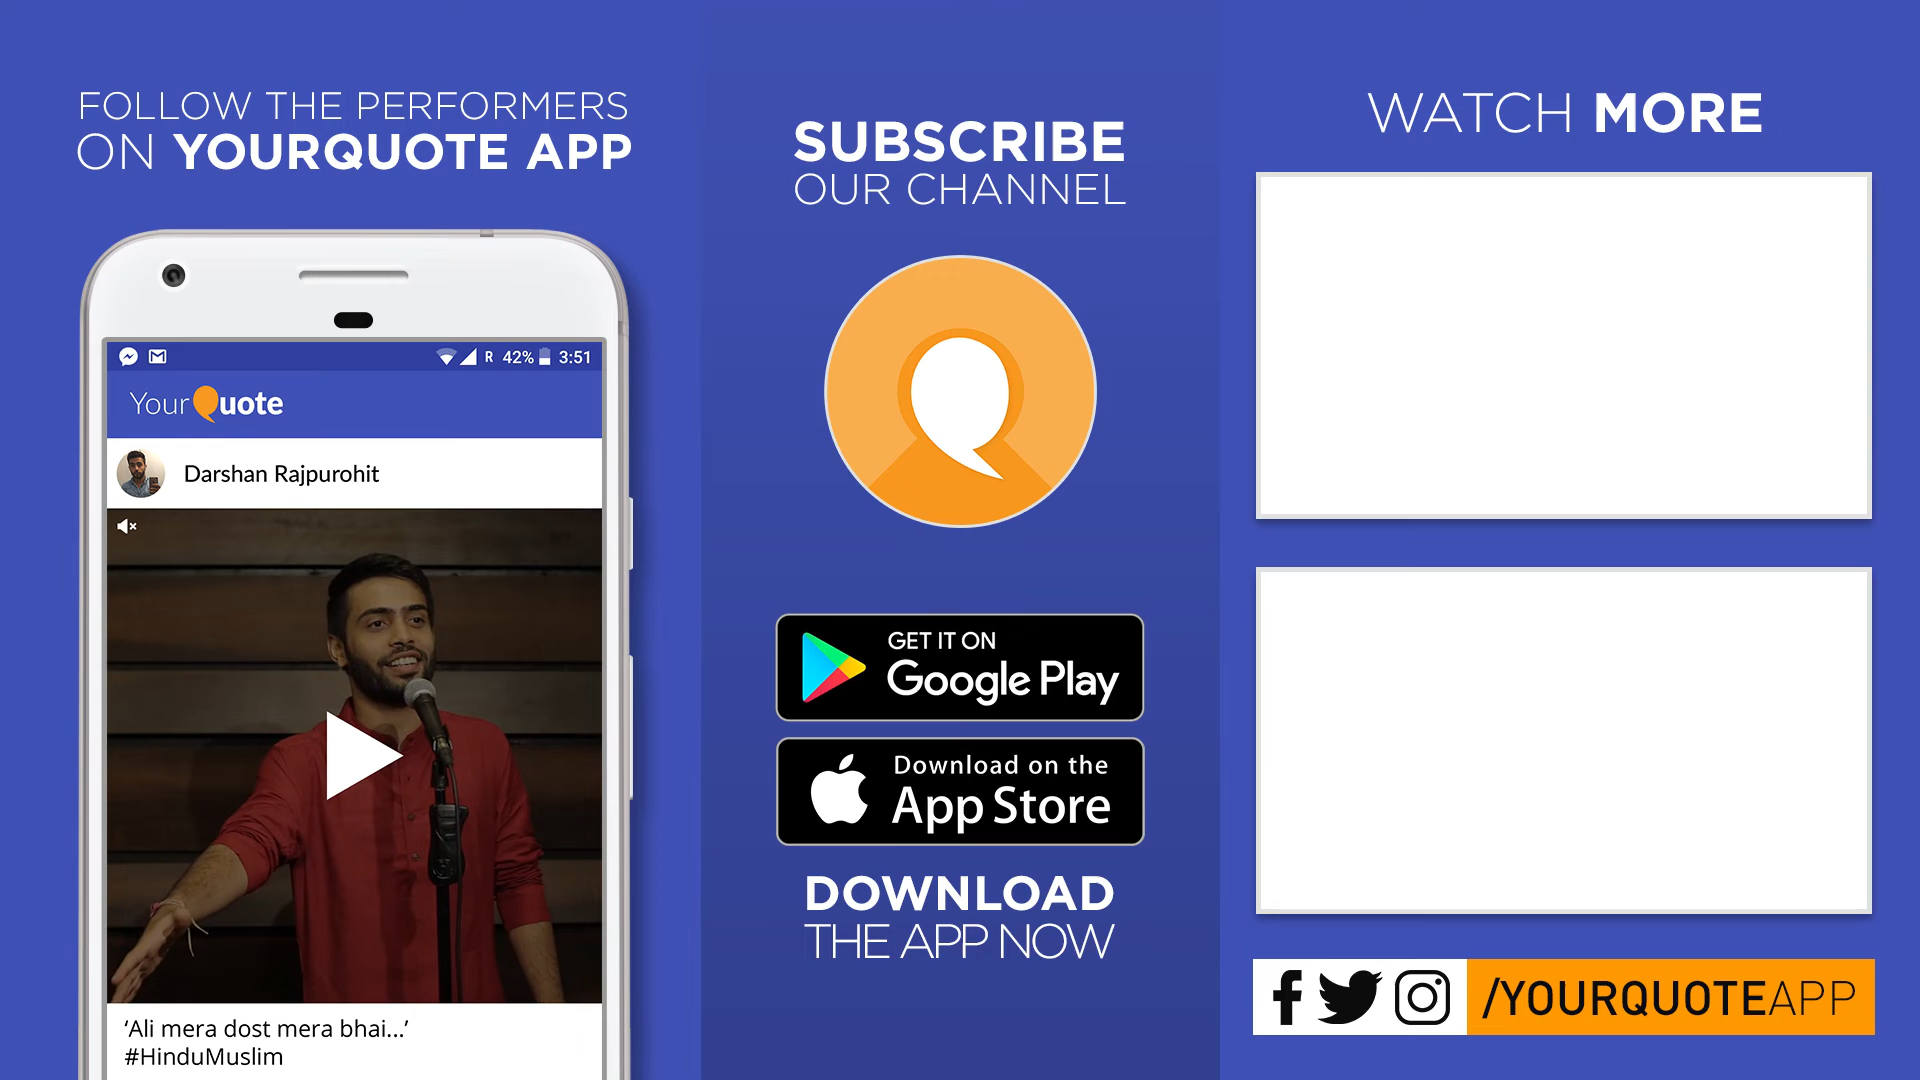 FOLLOW THE PERFORMERS
ON YOURQUOTE APP
R 42% 3:51
YourQuote
Darshan Rajpurohit
‘Ali mera dost mera bhai...’
#HinduMuslim
SUBSCRIBE
OUR CHANNEL
GET IT ON
Google Play
Download on the
App Store
DOWNLOAD
THE APP NOW
WATCH MORE
/YOURQUOTEAPP